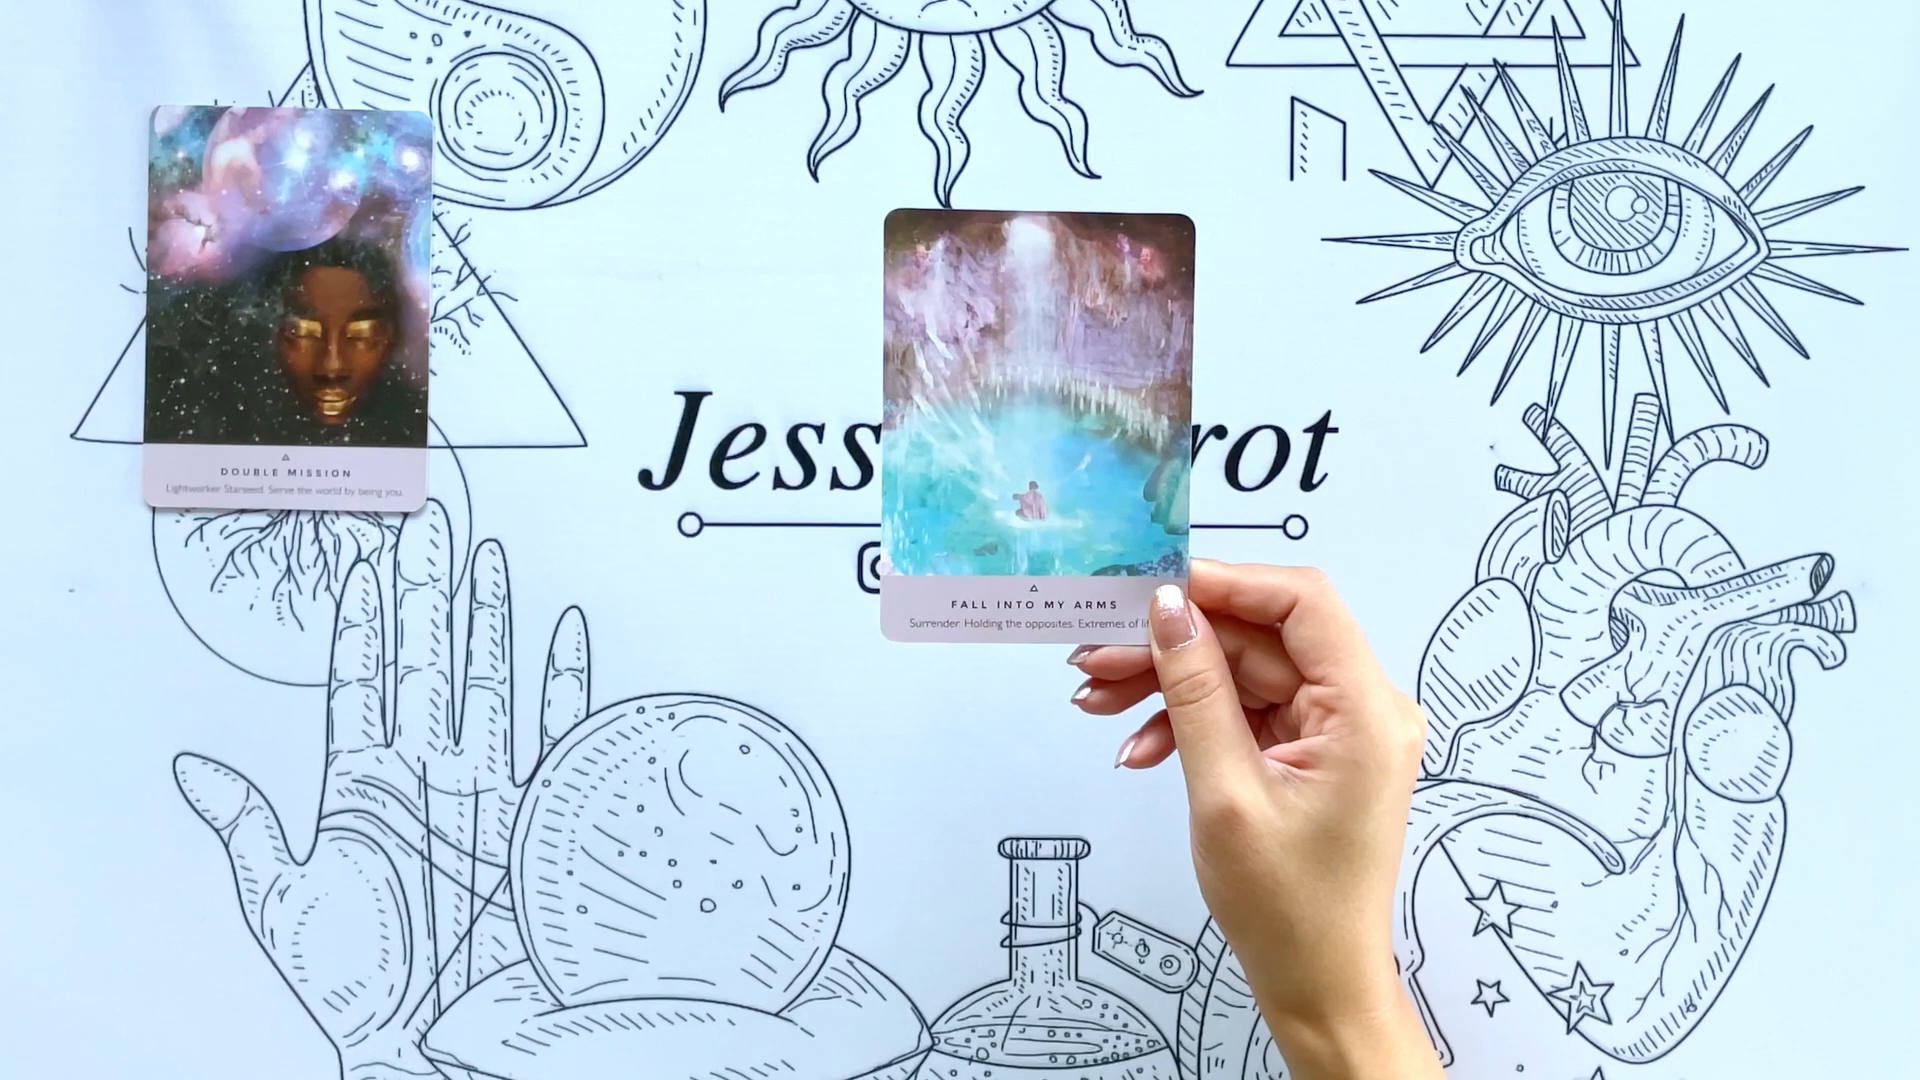 DOUBLE MISSION
Lightworker Starseed. Serve the world by being you.
Jess rot
FALL INTO MY ARMS
Surrender. Holding the opposites. Extremes of